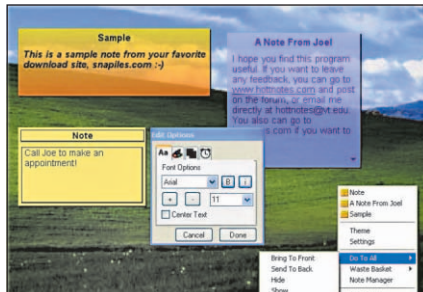 Sample
This is a sample note from your favorite
download site, snapiles.com :-)
A Note From Joel
I hope you find this program
useful. If you want to leave
any feedback, you can go to
www.hottnotes.com and post
on the forum, or email me
directly at hottnotes@vt.edu.
You also can go to
s.com if you want to
Note
Call Joe to make an
appointment!
Edit Options
Aa
Font Options
Arial
B
I
+
-
11
Center Text
Cancel
Done
Note
A Note From Joel
Sample
Theme
Settings
Do To All
Waste Basket
Note Manager
Bring To Front
Send To Back
Hide
Show